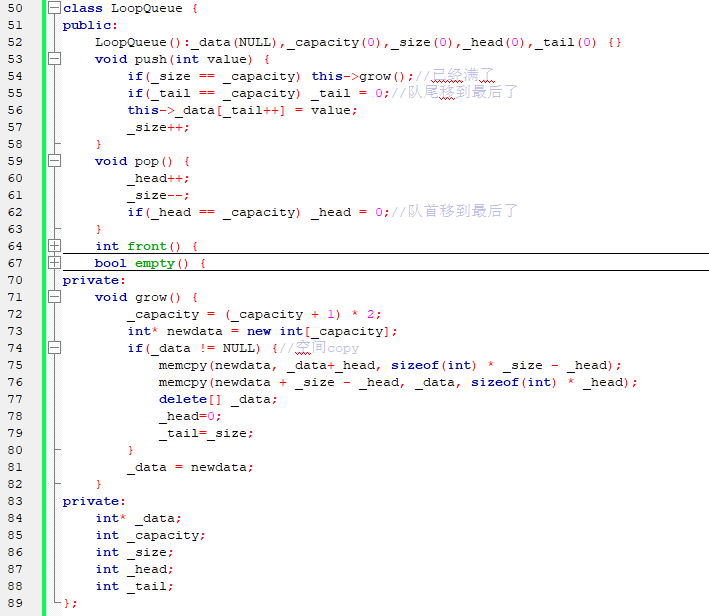 50 class LoopQueue {
51 public:
52     LoopQueue():_data(NULL),_capacity(0),_size(0),_head(0),_tail(0) {}
53     void push(int value) {
54         if(_size == _capacity) this->grow();//已经满了
55         if(_tail == _capacity) _tail = 0;//队尾移到最后了
56         this->_data[_tail++] = value;
57         _size++;
58     }
59     void pop() {
60         _head++;
61         _size--;
62         if(_head == _capacity) _head = 0;//队首移到最后了
63     }
64     int front() {
67     bool empty() {
70 private:
71     void grow() {
72         _capacity = (_capacity + 1) * 2;
73         int* newdata = new int[_capacity];
74         if(_data != NULL) {//空间copy
75             memcpy(newdata, _data+_head, sizeof(int) * _size - _head);
76             memcpy(newdata + _size - _head, _data, sizeof(int) * _head);
77             delete[] _data;
78             _head=0;
79             _tail=_size;
80         }
81         _data = newdata;
82     }
83 private:
84     int* _data;
85     int _capacity;
86     int _size;
87     int _head;
88     int _tail;
89 };